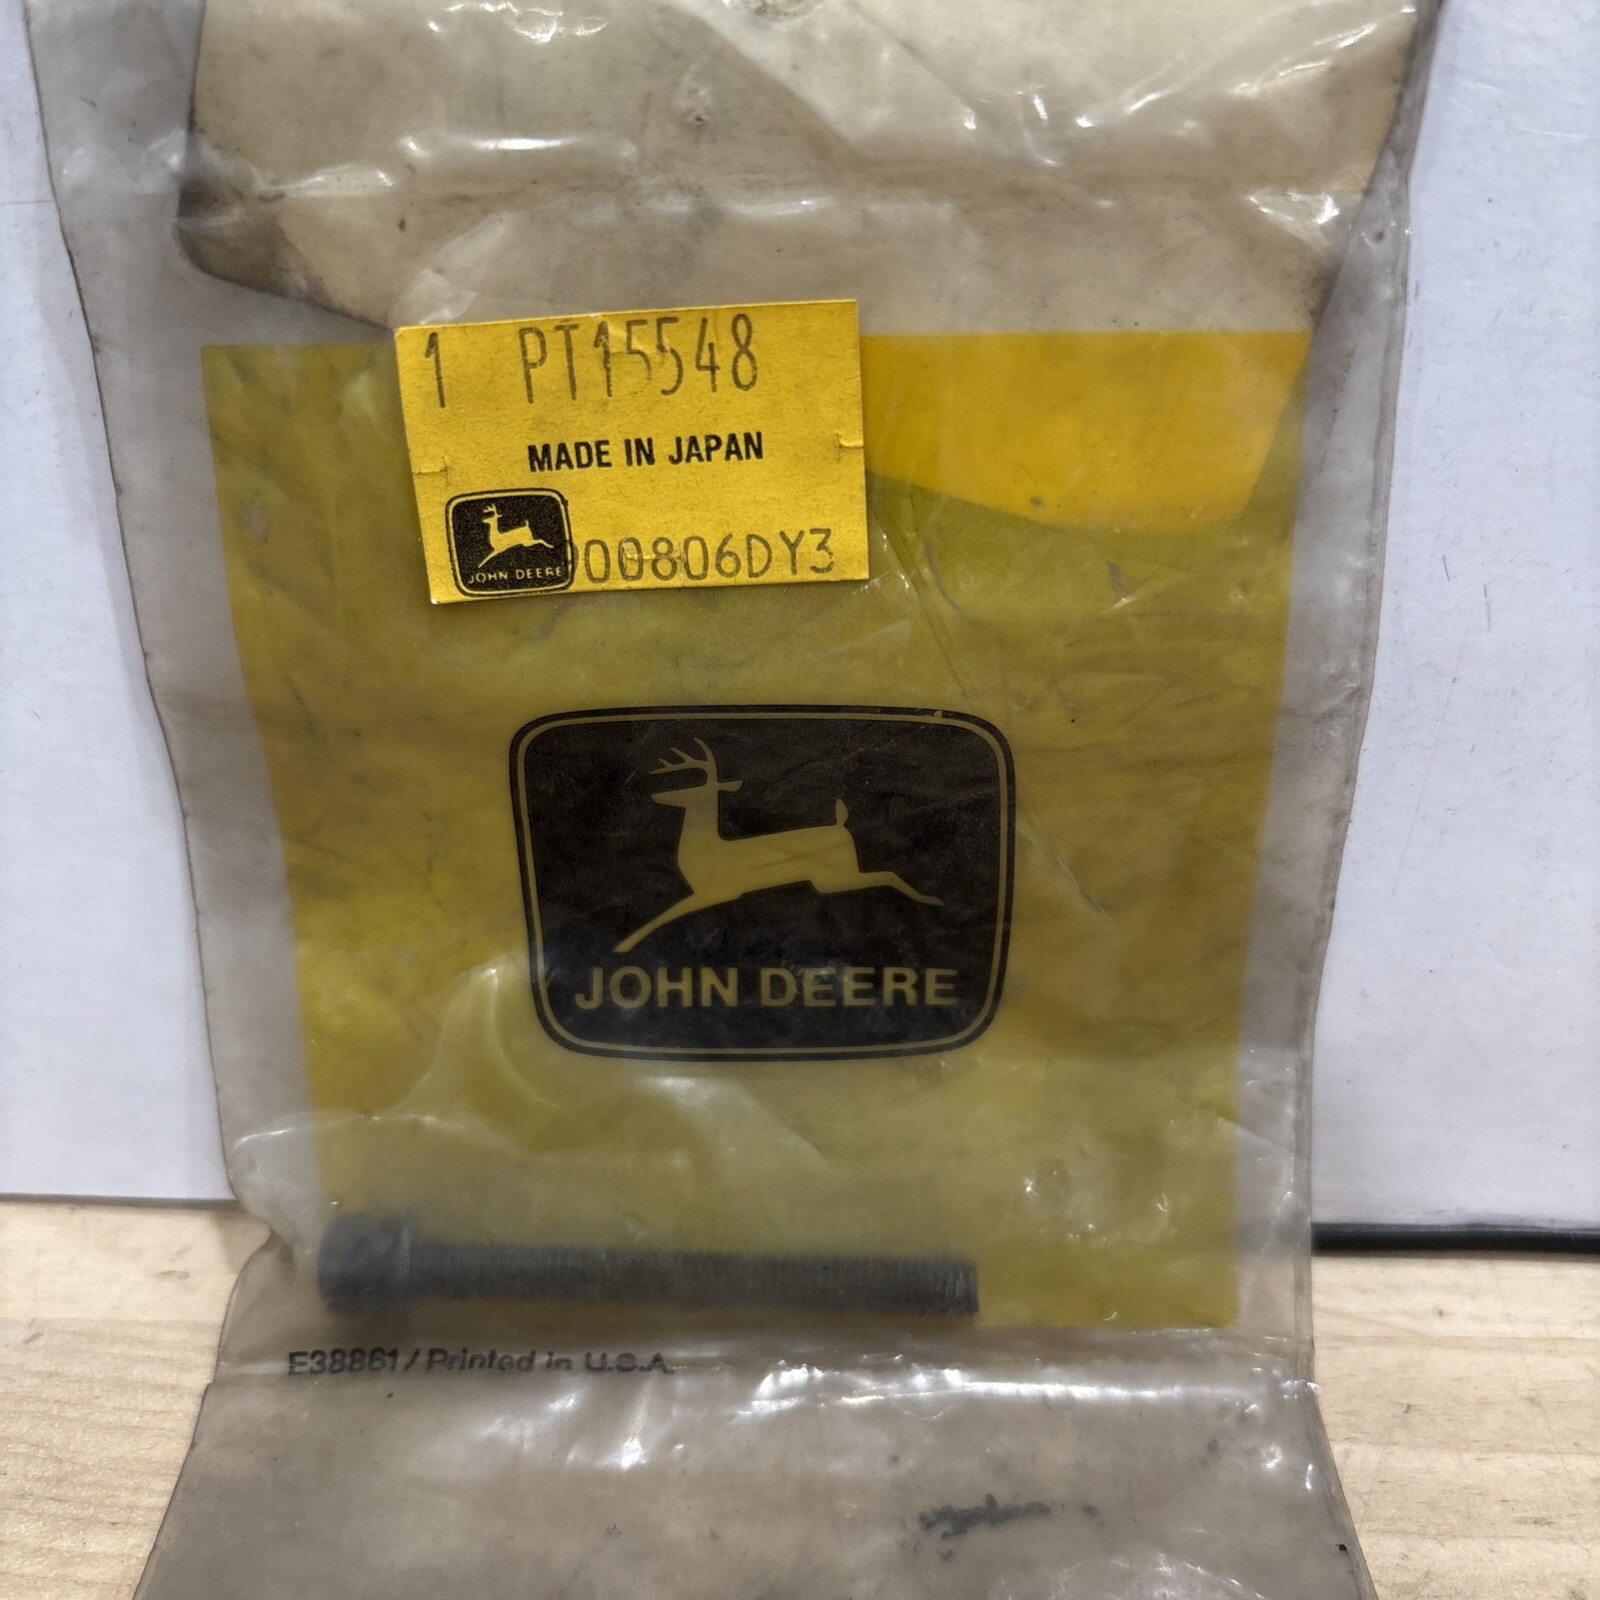 1 PT15548
MADE IN JAPAN
JOHN DEERE
00806DY3
JOHN DEERE
E38861/Printed in U.S.A.